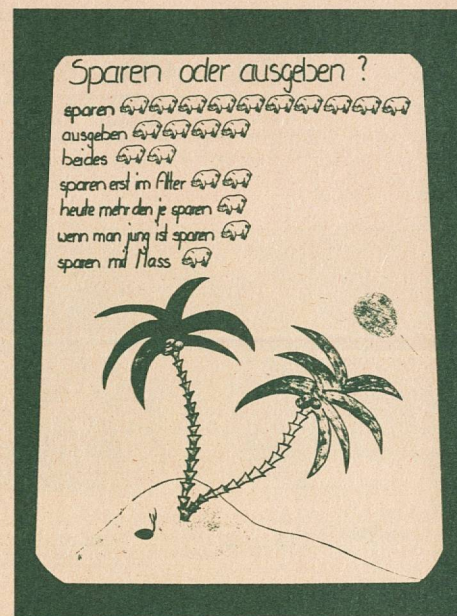 Sparen oder ausgeben ?
sparen
ausgeben
beides
sparen erst im Alter
heute mehr den je sparen
wenn man jung ist sparen
sparen mit Mass